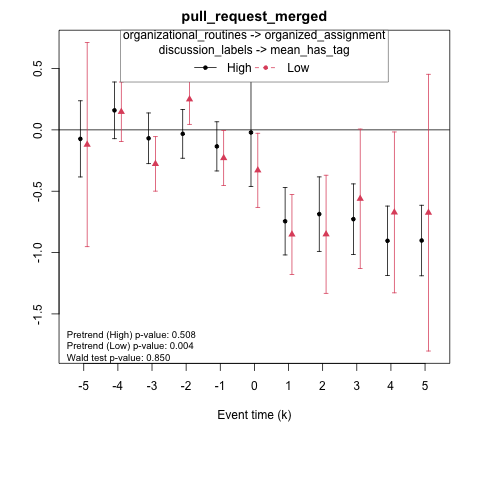 pull_request_merged
organizational_routines -> organized_assignment
discussion_labels -> mean_has_tag
High Low
0.5
0.0
-0.5
-1.0
-1.5
Pretrend (High) p-value: 0.508
Pretrend (Low) p-value: 0.004
Wald test p-value: 0.850
-5 -4 -3 -2 -1 0 1 2 3 4 5
Event time (k)